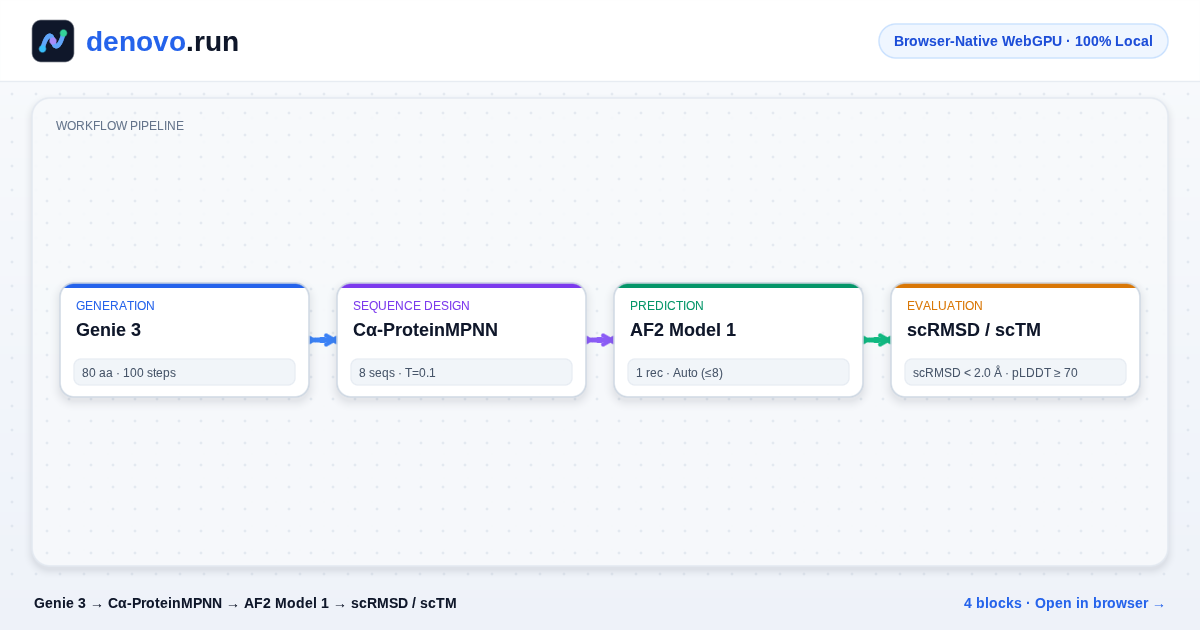 denovo.run
Browser-Native WebGPU · 100% Local
WORKFLOW PIPELINE
GENERATION
Genie 3
80 aa · 100 steps
SEQUENCE DESIGN
Cα-ProteinMPNN
8 seqs · T=0.1
PREDICTION
AF2 Model 1
1 rec · Auto (≤8)
EVALUATION
scRMSD / scTM
scRMSD < 2.0 Å · pLDDT ≥ 70
Genie 3 → Cα-ProteinMPNN → AF2 Model 1 → scRMSD / scTM
4 blocks · Open in browser →